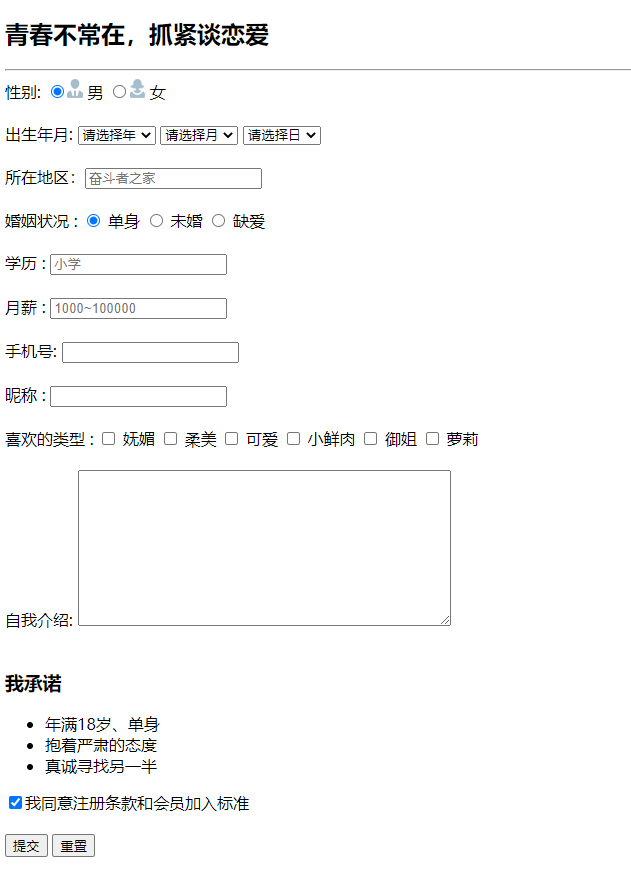 青春不常在，抓紧谈恋爱
性别: 男 女
出生年月: 请选择年 请选择月 请选择日
所在地区： 奋斗者之家
婚姻状况 : 单身 未婚 缺爱
学历 : 小学
月薪 : 1000~100000
手机号:
昵称 :
喜欢的类型 : 妩媚 柔美 可爱 小鲜肉 御姐 萝莉
自我介绍:
我承诺
年满18岁、单身
抱着严肃的态度
真诚寻找另一半
我同意注册条款和会员加入标准
提交 重置